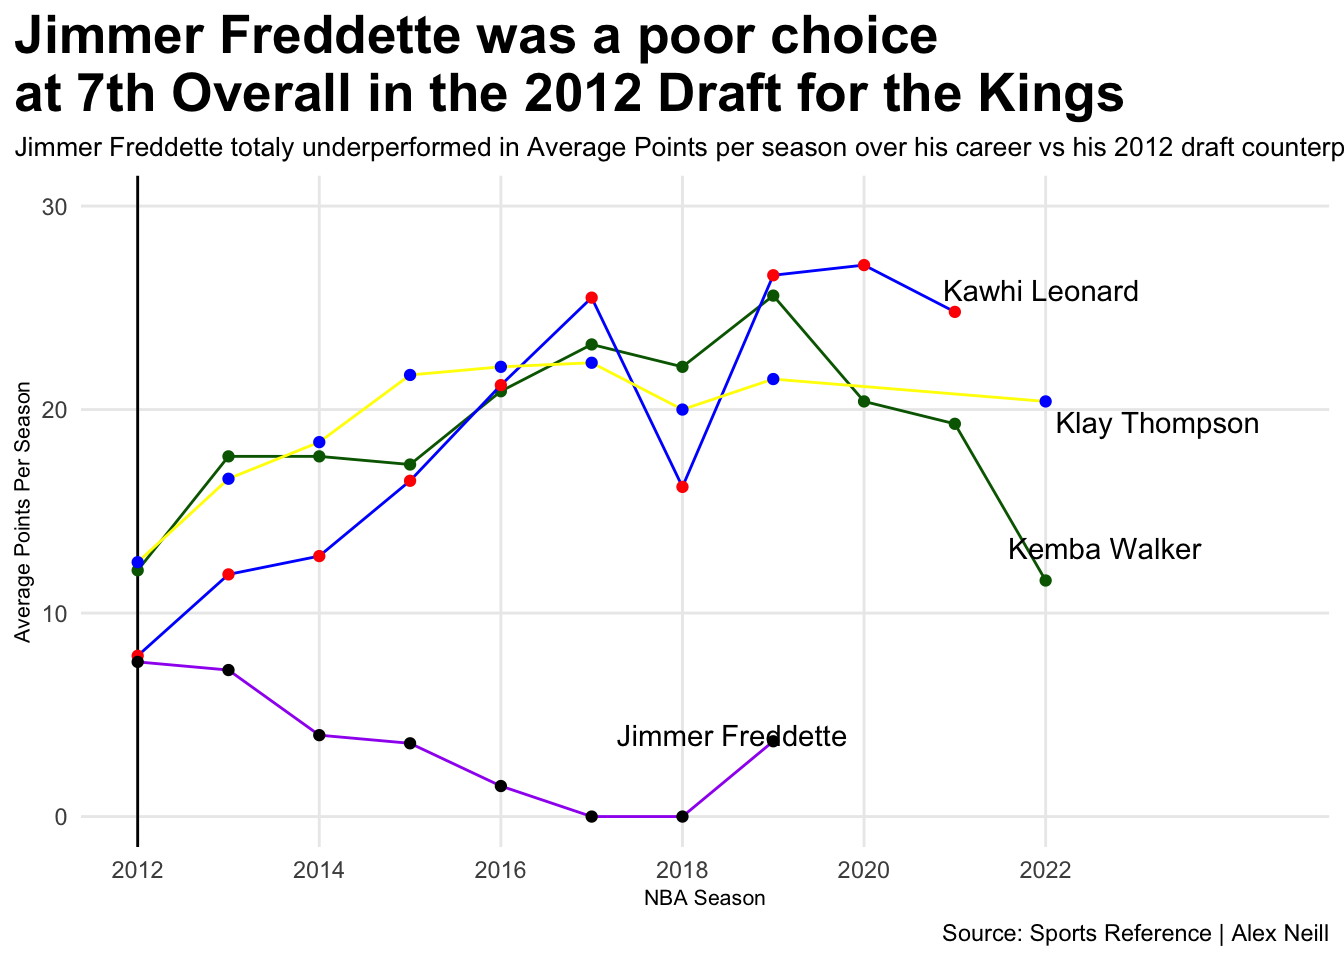 Jimmer Freddette was a poor choice
at 7th Overall in the 2012 Draft for the Kings
Jimmer Freddette totaly underperformed in Average Points per season over his career vs his 2012 draft counterp
30
20
10
0
Average Points Per Season
Kawhi Leonard
Klay Thompson
Kemba Walker
Jimmer Freddette
2012 2014 2016 2018 2020 2022
NBA Season
Source: Sports Reference | Alex Neill